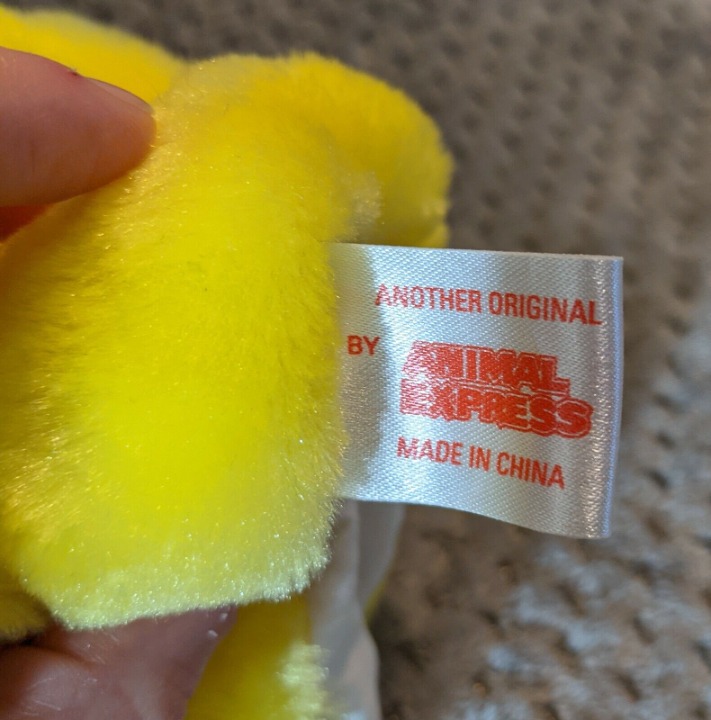 ANOTHER ORIGINAL
BY ANIMAL
EXPRESS
MADE IN CHINA